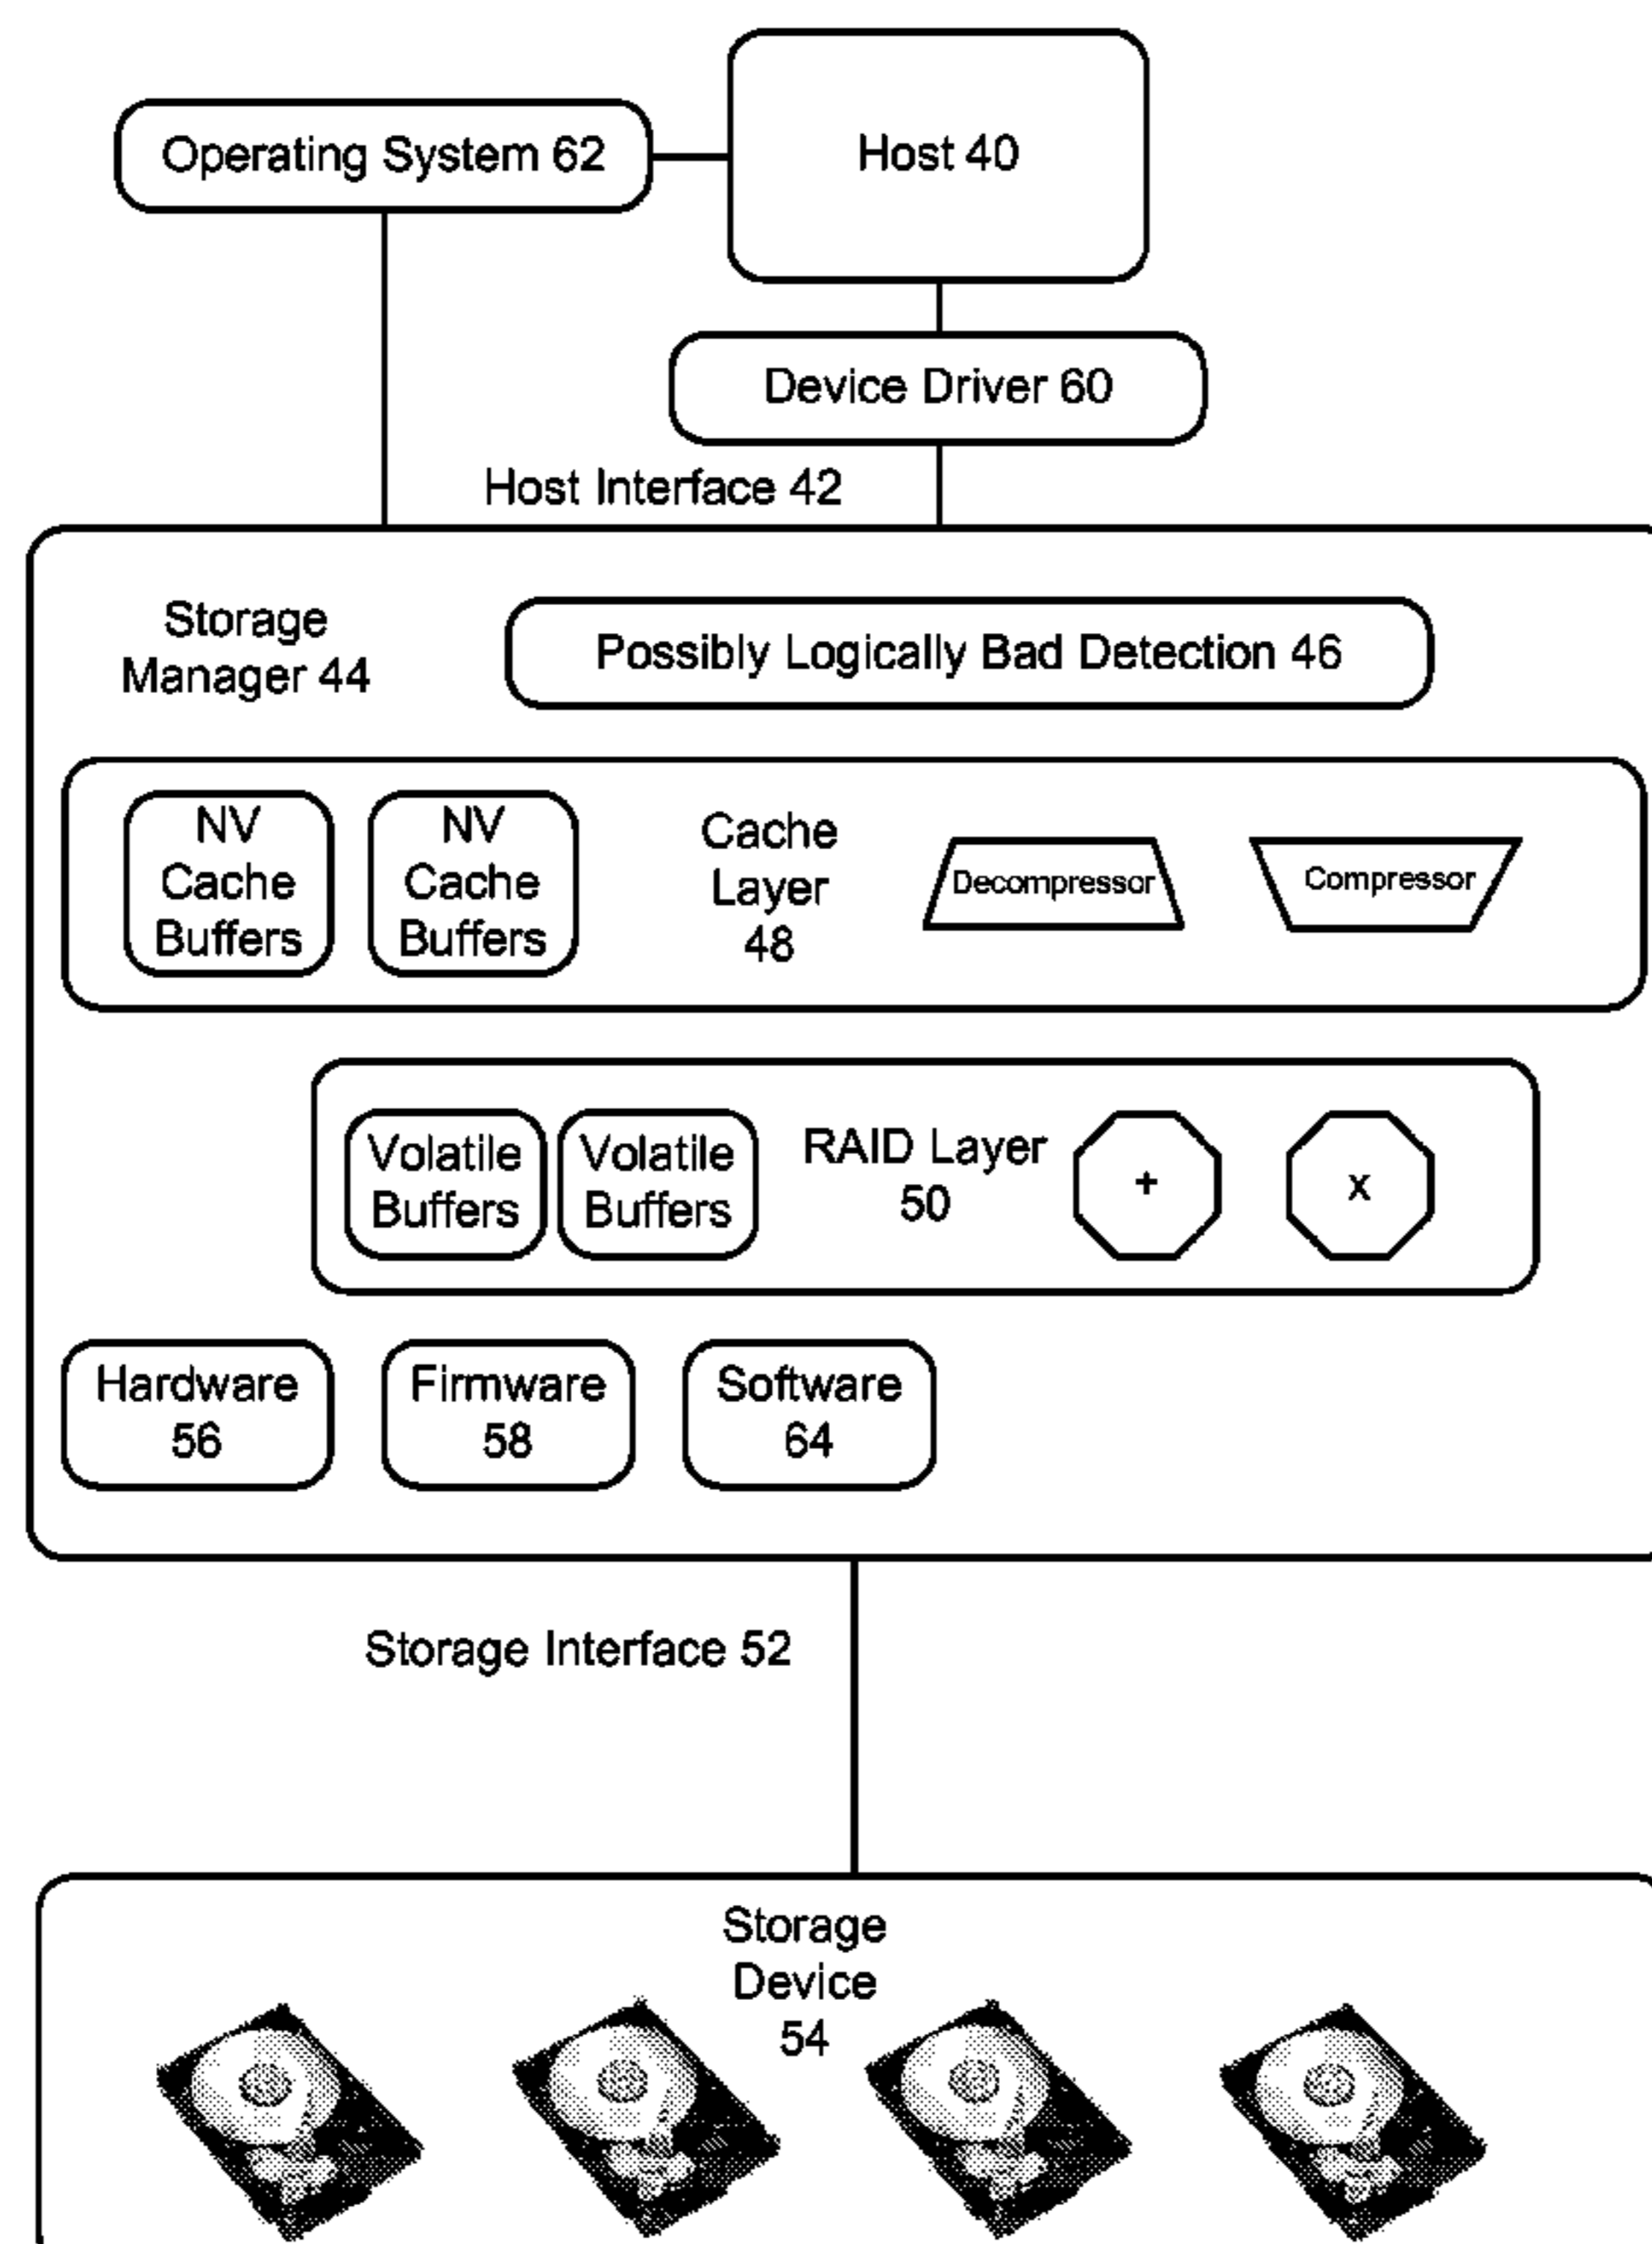 Operating System 62
Host 40
Device Driver 60
Host Interface 42
Storage
Manager 44
Possibly Logically Bad Detection 46
NV
Cache
Buffers
NV
Cache
Buffers
Cache
Layer
48
Decompressor
Compressor
Volatile
Buffers
Volatile
Buffers
RAID Layer
50
+
x
Hardware
56
Firmware
58
Software
64
Storage Interface 52
Storage
Device
54